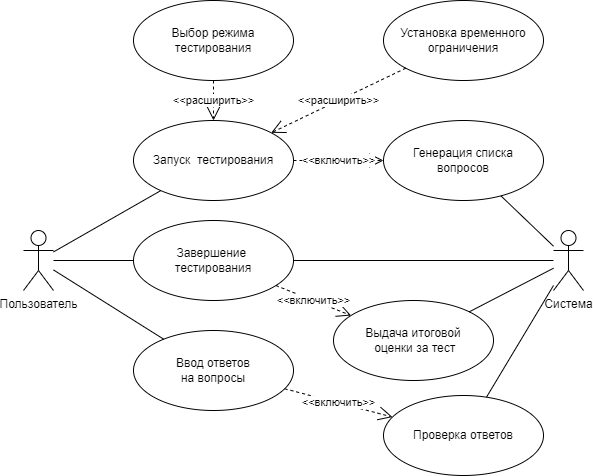 Выбор режима
тестирования
Установка временного
ограничения
<<расширить>>
<<расширить>>
Запуск тестирования
<<включить>>
Генерация списка
вопросов
Завершение
тестирования
Пользователь
Система
<<включить>>
Выдача итоговой
оценки за тест
Ввод ответов
на вопросы
<<включить>>
Проверка ответов